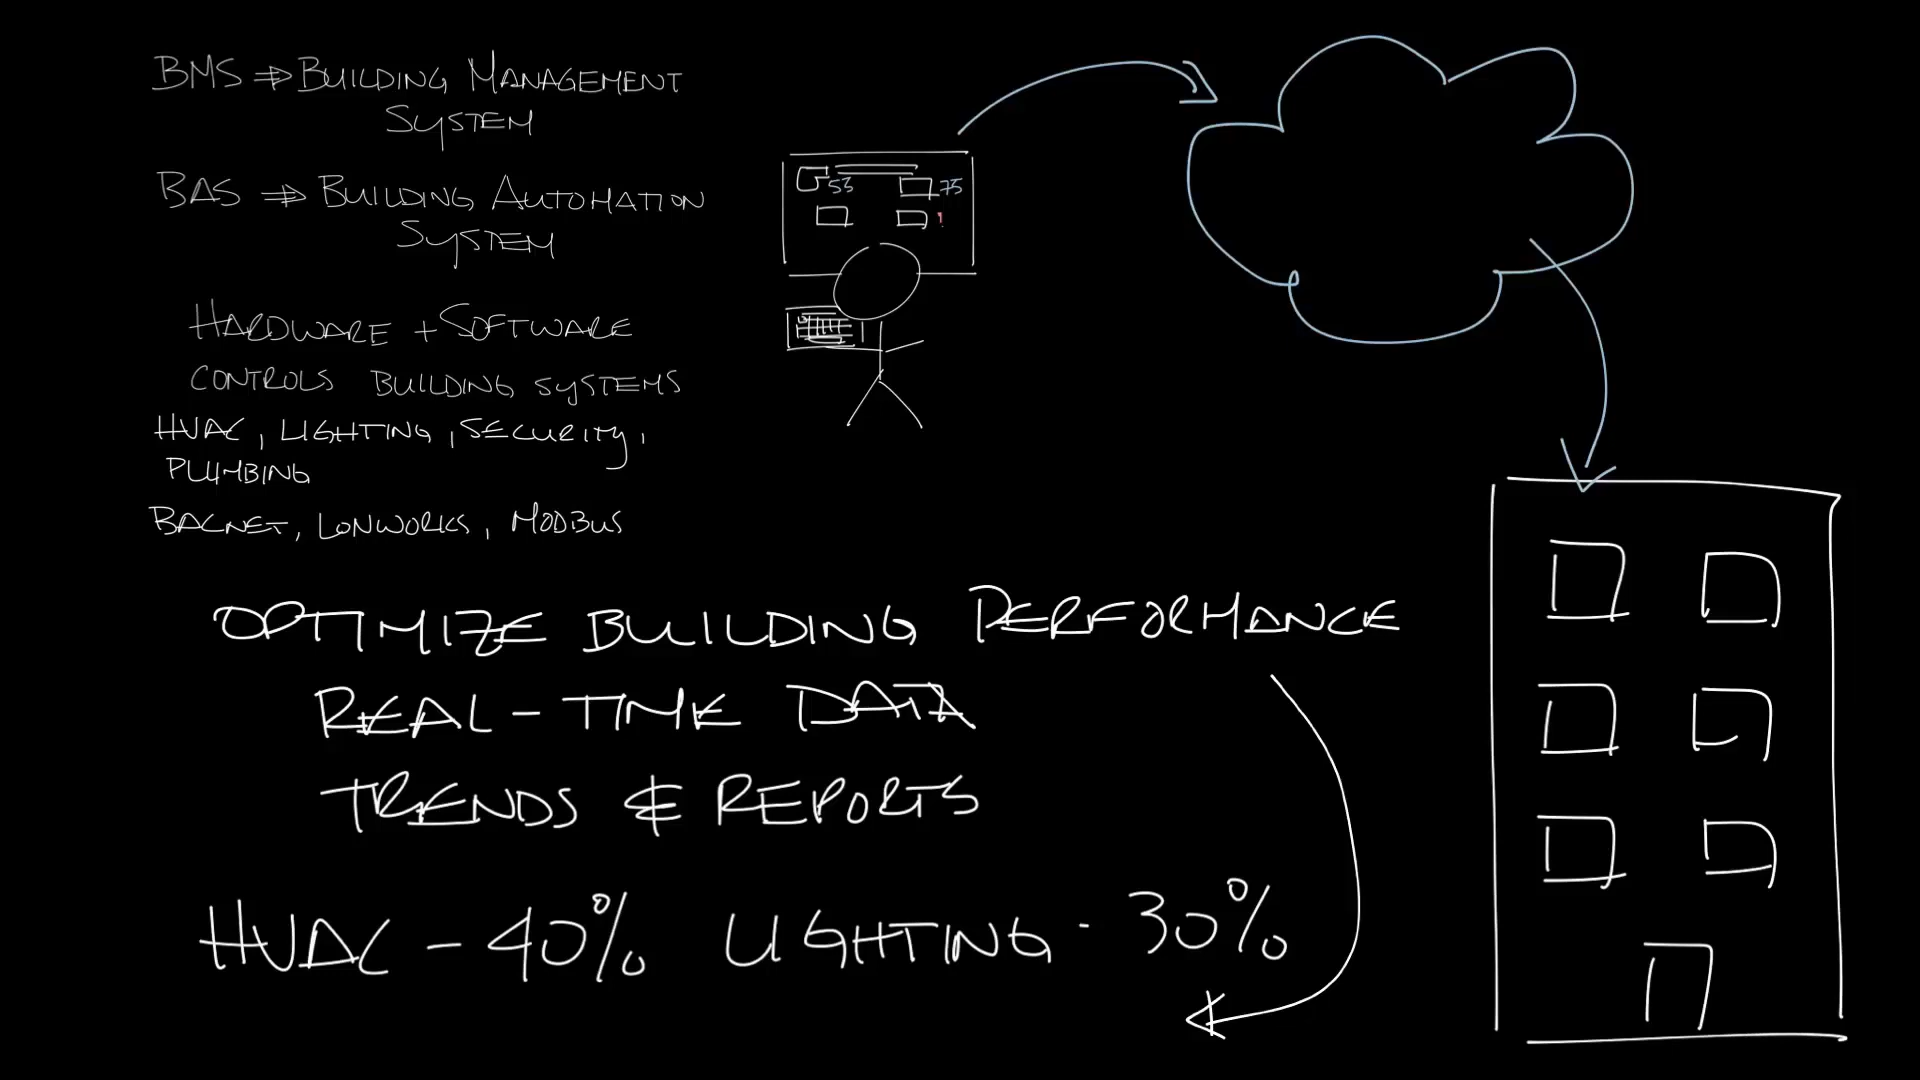 BMS ⇒ BUILDING MANAGEMENT
SYSTEM
BAS ⇒ BUILDING AUTOMATION
SYSTEM
HARDWARE + SOFTWARE
CONTROLS BUILDING SYSTEMS
HVAC, LIGHTING, SECURITY,
PLUMBING
BACNET, LONWORKS, MODBUS
53
75
!
OPTIMIZE BUILDING PERFORMANCE
REAL-TIME DATA
TRENDS & REPORTS
HVAC - 40% LIGHTING - 30%